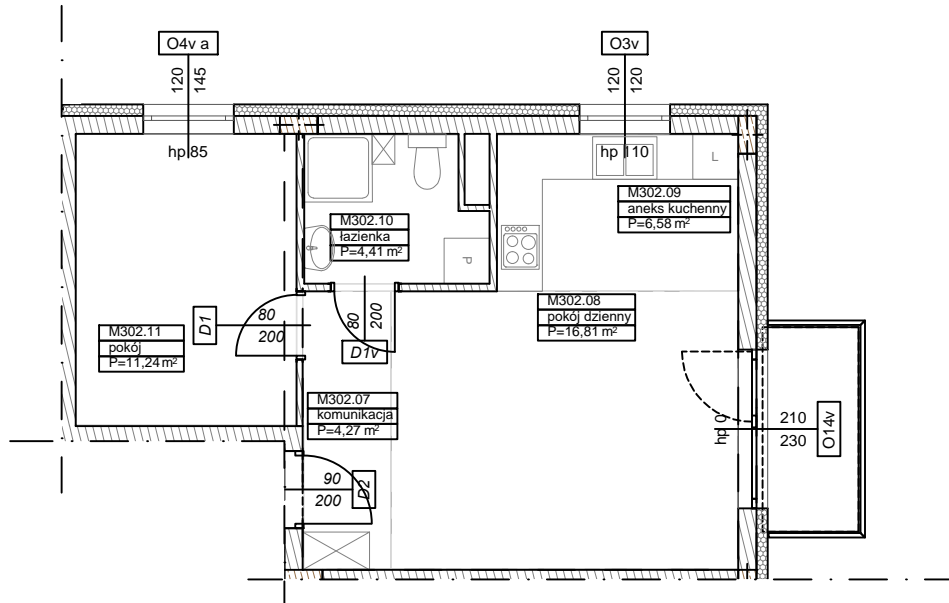 O4v a
120
145
hp 85
O3v
120
120
hp 110
L
M302.09
aneks kuchenny
P=6,58 m²
M302.10
łazienka
P=4,41 m²
P
M302.08
pokój dzienny
P=16,81 m²
D1
80
200
80
200
D1v
M302.11
pokój
P=11,24 m²
M302.07
komunikacja
P=4,27 m²
hp 0
210
230
O14v
90
200
D2